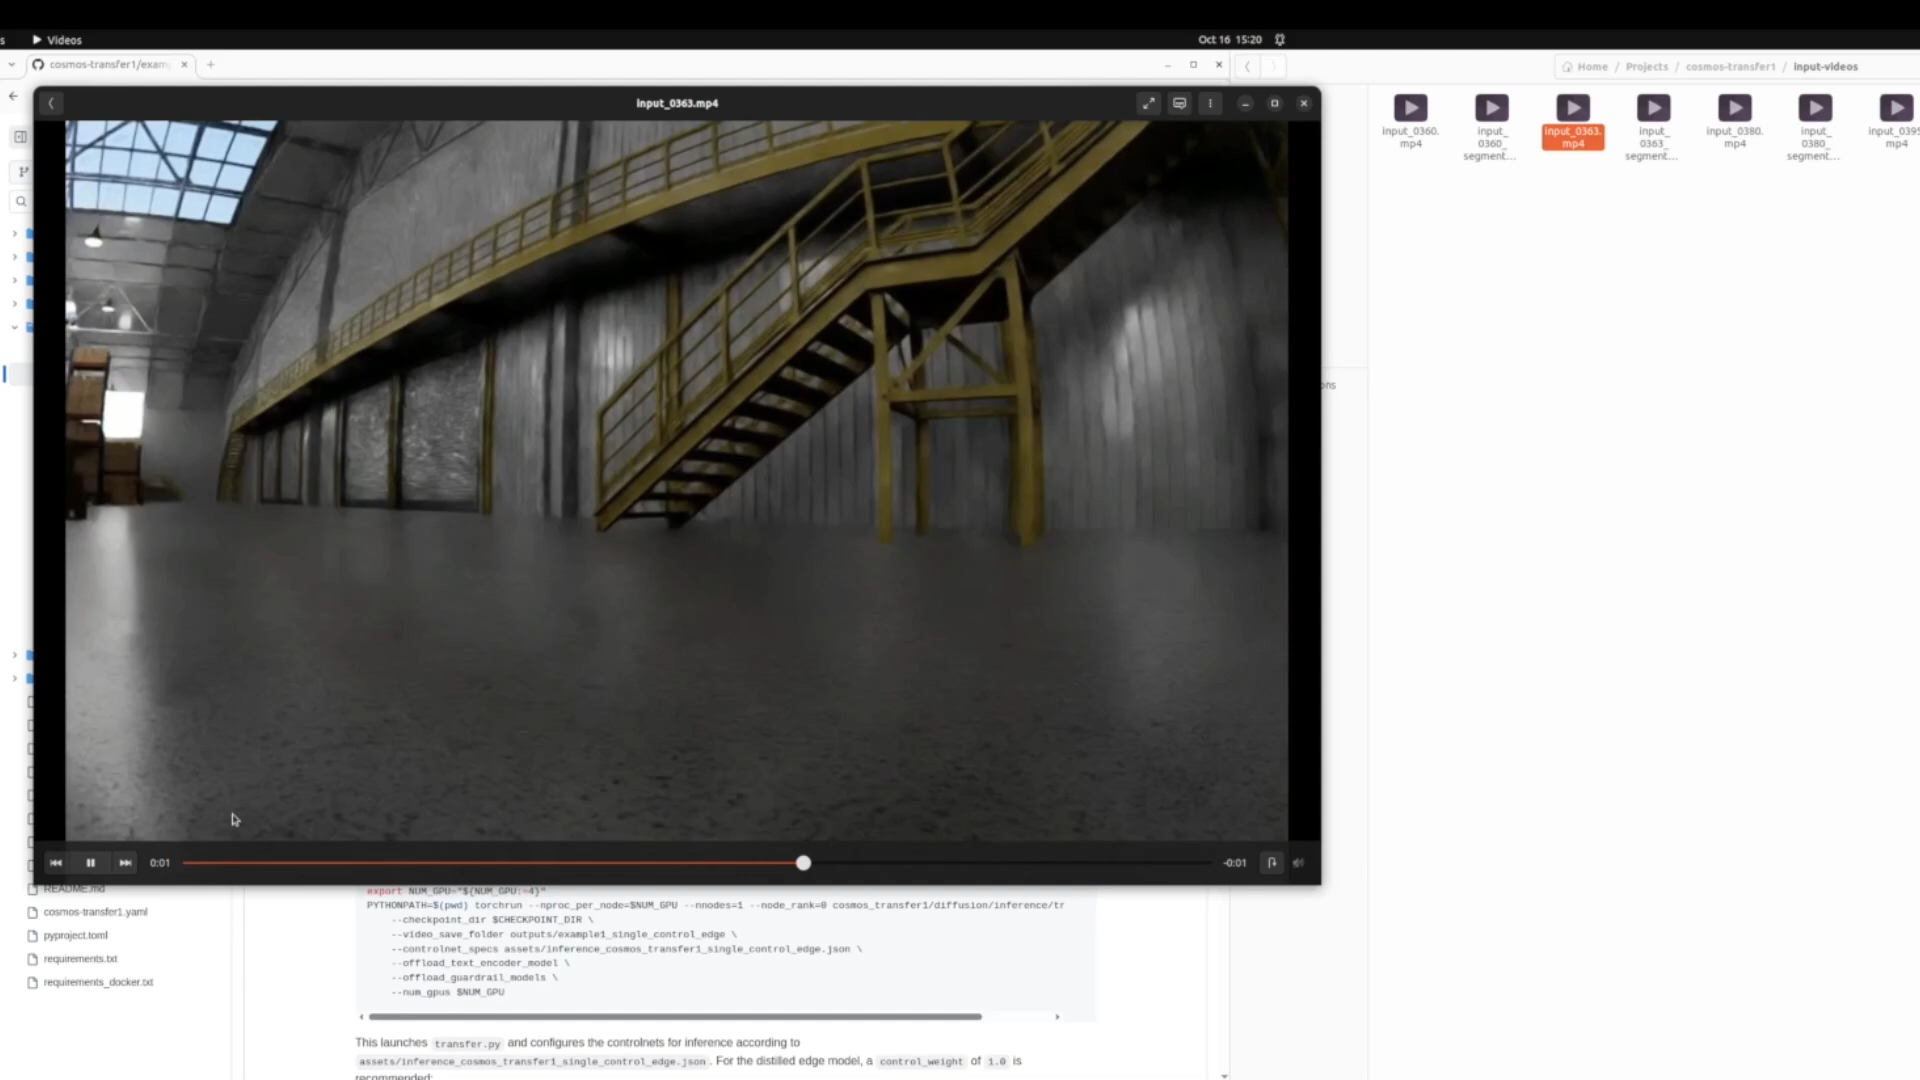 Videos
Oct 16 15:20
cosmos-transfer1/exam
Home / Projects / cosmos-transfer1 / input-videos
input_0363.mp4
input_0360.
mp4
input_
0360_
segment...
input_0363.
mp4
input_
0363_
segment...
input_0380.
mp4
input_
0380_
segment...
input_0395
mp4
ons
0:01
-0:01
README.md
cosmos-transfer1.yaml
pyproject.toml
requirements.txt
requirements_docker.txt
export NUM_GPU="${NUM_GPU:=4}"
PYTHONPATH=$(pwd) torchrun --nproc_per_node=$NUM_GPU --nnodes=1 --node_rank=0 cosmos_transfer1/diffusion/inference/tr
--checkpoint_dir $CHECKPOINT_DIR \
--video_save_folder outputs/example1_single_control_edge \
--controlnet_specs assets/inference_cosmos_transfer1_single_control_edge.json \
--offload_text_encoder_model \
--offload_guardrail_models \
--num_gpus $NUM_GPU
This launches transfer.py and configures the controlnets for inference according to
assets/inference_cosmos_transfer1_single_control_edge.json. For the distilled edge model, a control_weight of 1.0 is
recommended: